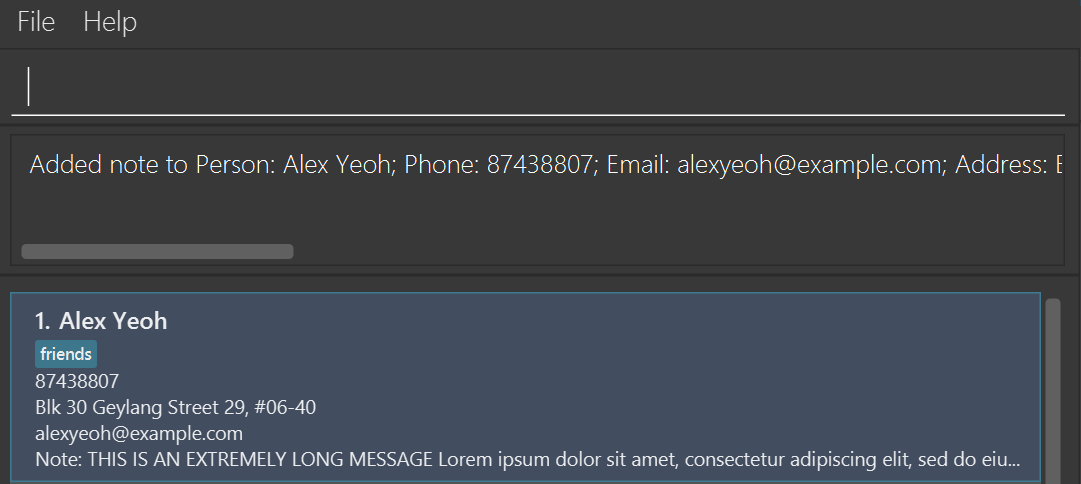 File Help
Added note to Person: Alex Yeoh; Phone: 87438807; Email: alexyeoh@example.com; Address:
1. Alex Yeoh
friends
87438807
Blk 30 Geylang Street 29, #06-40
alexyeoh@example.com
Note: THIS IS AN EXTREMELY LONG MESSAGE Lorem ipsum dolor sit amet, consectetur adipiscing elit, sed do eiu...